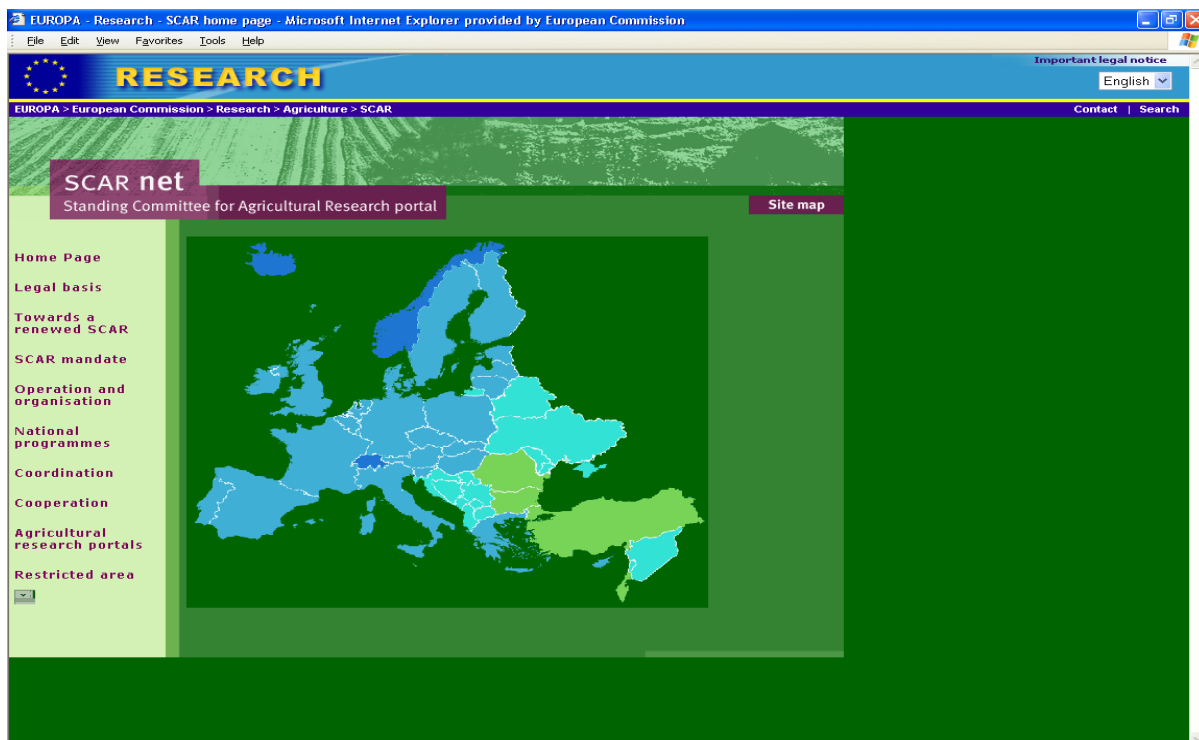 EUROPA - Research - SCAR home page - Microsoft Internet Explorer provided by European Commission
File Edit View Favorites Tools Help
Important legal notice
RESEARCH
English
EUROPA > European Commission > Research > Agriculture > SCAR
Contact | Search
SCAR net
Standing Committee for Agricultural Research portal
Site map
Home Page
Legal basis
Towards a
renewed SCAR
SCAR mandate
Operation and
organisation
National
programmes
Coordination
Cooperation
Agricultural
research portals
Restricted area